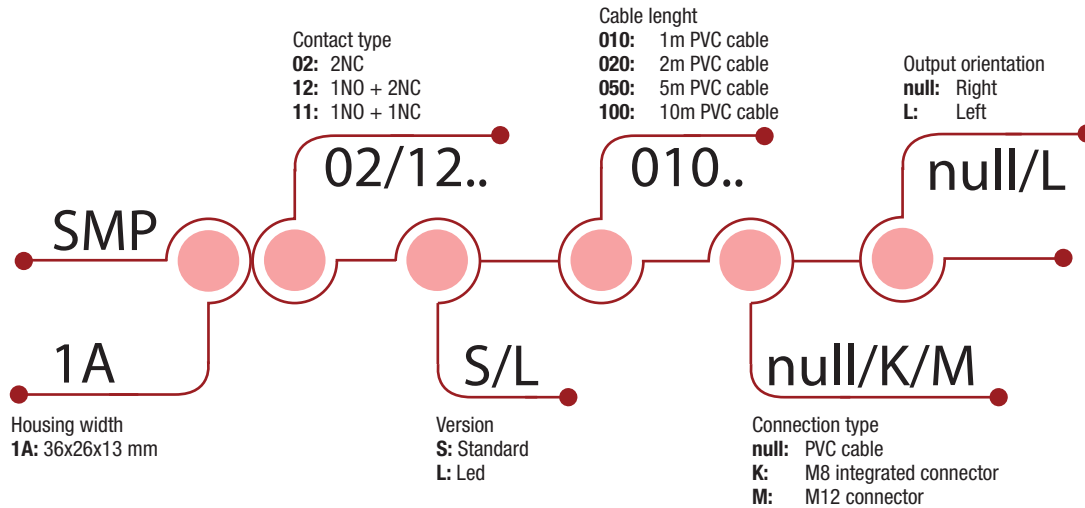 Contact type
02: 2NC
12: 1NO + 2NC
11: 1NO + 1NC
Cable lenght
010: 1m PVC cable
020: 2m PVC cable
050: 5m PVC cable
100: 10m PVC cable
Output orientation
null: Right
L: Left
02/12..
010..
null/L
SMP
1A
S/L
null/K/M
Housing width
1A: 36x26x13 mm
Version
S: Standard
L: Led
Connection type
null: PVC cable
K: M8 integrated connector
M: M12 connector